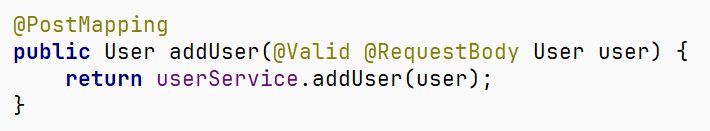 @PostMapping
public User addUser(@Valid @RequestBody User user) {
    return userService.addUser(user);
}